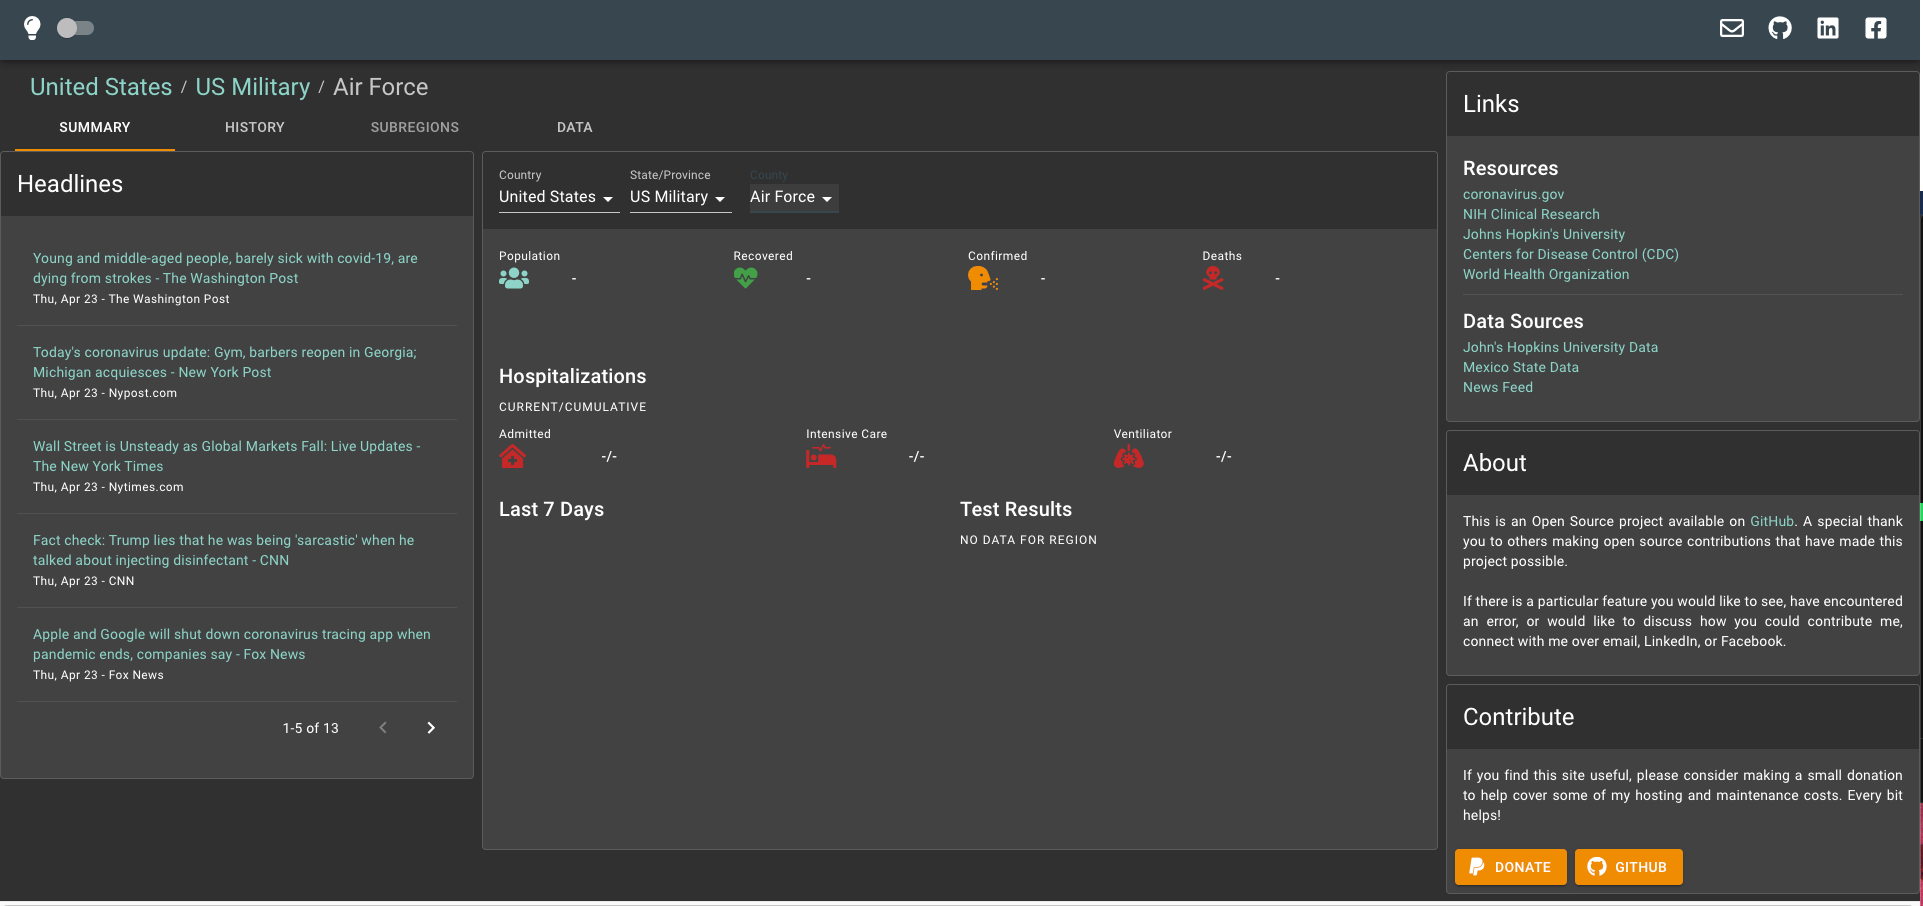 United States / US Military / Air Force
SUMMARY HISTORY SUBREGIONS DATA
Headlines
Young and middle-aged people, barely sick with covid-19, are
dying from strokes - The Washington Post
Thu, Apr 23 - The Washington Post
Today's coronavirus update: Gym, barbers reopen in Georgia;
Michigan acquiesces - New York Post
Thu, Apr 23 - Nypost.com
Wall Street is Unsteady as Global Markets Fall: Live Updates -
The New York Times
Thu, Apr 23 - Nytimes.com
Fact check: Trump lies that he was being 'sarcastic' when he
talked about injecting disinfectant - CNN
Thu, Apr 23 - CNN
Apple and Google will shut down coronavirus tracing app when
pandemic ends, companies say - Fox News
Thu, Apr 23 - Fox News
1-5 of 13
Country State/Province County
United States US Military Air Force
Population Recovered Confirmed Deaths
- - - -
Hospitalizations
CURRENT/CUMULATIVE
Admitted Intensive Care Ventiliator
-/- -/- -/-
Last 7 Days Test Results
NO DATA FOR REGION
Links
Resources
coronavirus.gov
NIH Clinical Research
Johns Hopkin's University
Centers for Disease Control (CDC)
World Health Organization
Data Sources
John's Hopkins University Data
Mexico State Data
News Feed
About
This is an Open Source project available on GitHub. A special thank
you to others making open source contributions that have made this
project possible.
If there is a particular feature you would like to see, have encountered
an error, or would like to discuss how you could contribute me,
connect with me over email, LinkedIn, or Facebook.
Contribute
If you find this site useful, please consider making a small donation
to help cover some of my hosting and maintenance costs. Every bit
helps!
DONATE GITHUB